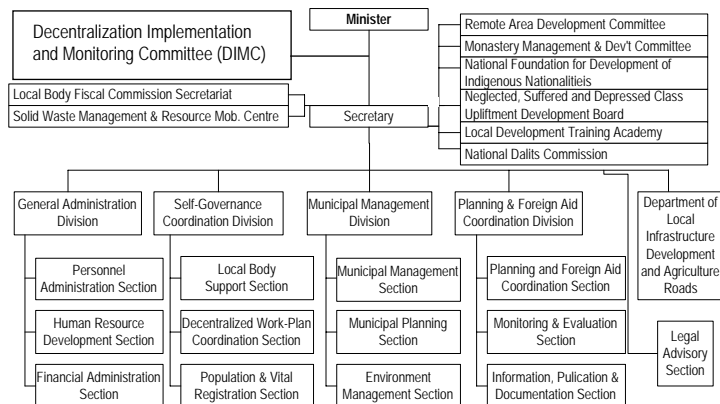 Decentralization Implementation
and Monitoring Committee (DIMC)
Minister
Remote Area Development Committee
Monastery Management & Dev't Committee
National Foundation for Development of
Indigenous Nationalitieis
Neglected, Suffered and Depressed Class
Upliftment Development Board
Local Development Training Academy
National Dalits Commission
Local Body Fiscal Commission Secretariat
Solid Waste Management & Resource Mob. Centre
Secretary
General Administration
Division
Self-Governance
Coordination Division
Municipal Management
Division
Planning & Foreign Aid
Coordination Division
Department of
Local
Infrastructure
Development
and Agriculture
Roads
Personnel
Administration Section
Local Body
Support Section
Municipal Management
Section
Planning and Foreign Aid
Coordination Section
Human Resource
Development Section
Decentralized Work-Plan
Coordination Section
Municipal Planning
Section
Monitoring & Evaluation
Section
Legal
Advisory
Section
Financial Administration
Section
Population & Vital
Registration Section
Environment
Management Section
Information, Pulication &
Documentation Section